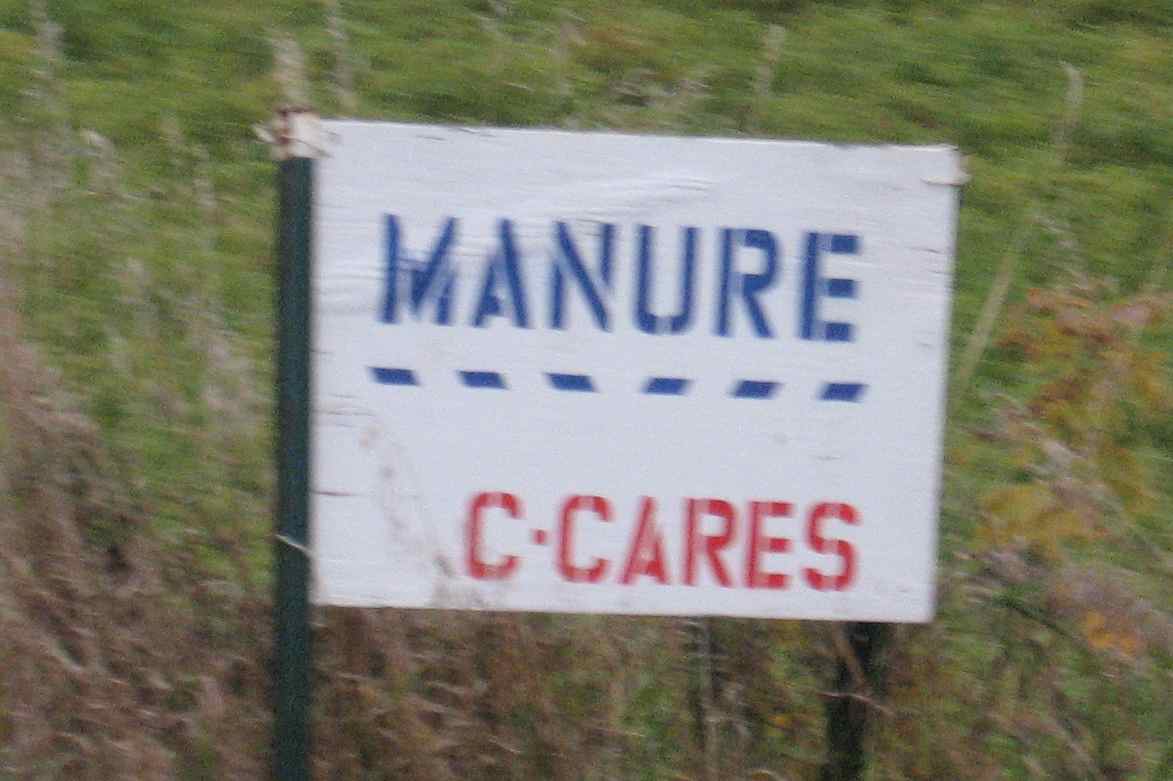 MANURE
------
C·CARES